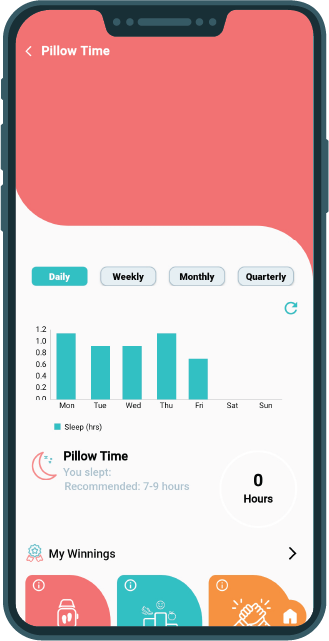 Pillow Time
Daily Weekly Monthly Quarterly
1.2
1.0
0.8
0.6
0.4
0.2
0.0
Mon Tue Wed Thu Fri Sat Sun
Sleep (hrs)
Pillow Time
You slept:
Recommended: 7-9 hours
0
Hours
My Winnings